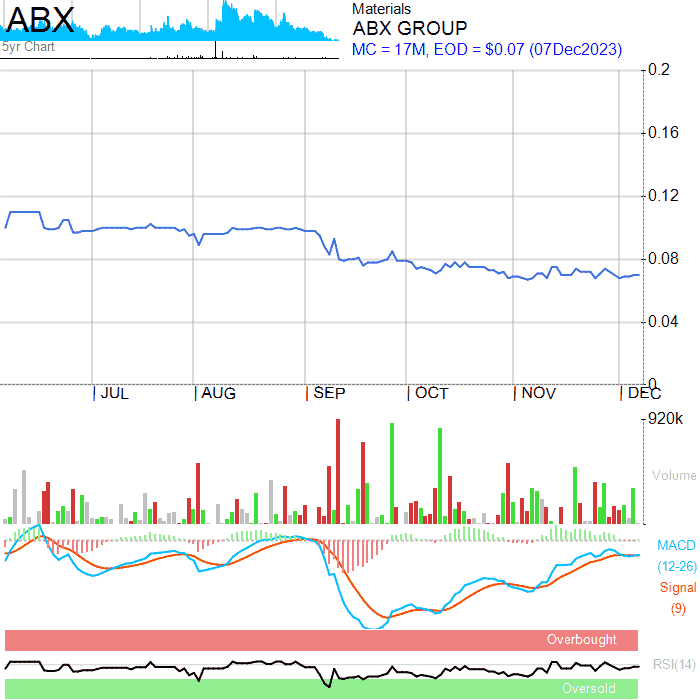 ABX
5yr Chart
Materials
ABX GROUP
MC = 17M, EOD = $0.07 (07Dec2023)
0.2
0.16
0.12
0.08
0.04
0
JUL AUG SEP OCT NOV DEC
920k
Volume
MACD
(12-26)
Signal
(9)
Overbought
RSI(14)
Oversold